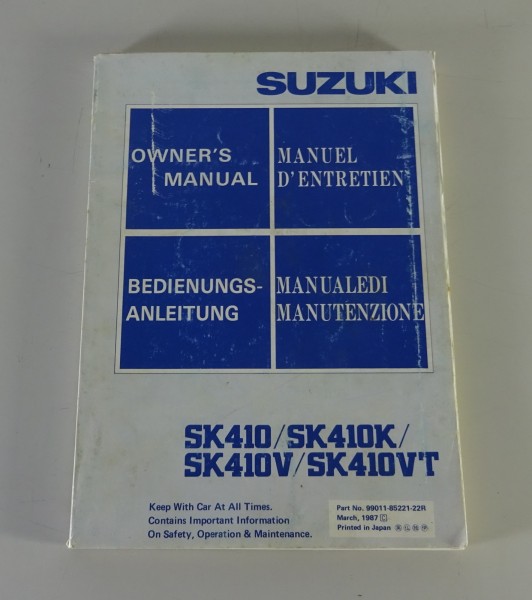 SUZUKI
OWNER'S
MANUAL
MANUEL
D'ENTRETIEN
BEDIENUNGS-
ANLEITUNG
MANUALEDI
MANUTENZIONE
SK410/SK410K/
SK410V/SK410VT
Keep With Car At All Times.
Contains Important Information
On Safety, Operation & Maintenance.
Part No. 99011-85221-22R
March, 1987 C
Printed in Japan